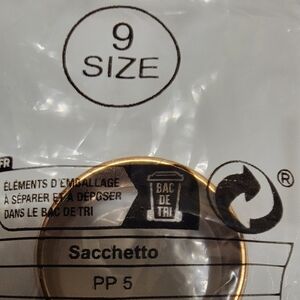 9
SIZE
FR
ÉLÉMENTS D'EMBALLAGE
À SÉPARER ET À DÉPOSER
DANS LE BAC DE TRI
BAC
DE
TRI
®
Sacchetto
PP 5